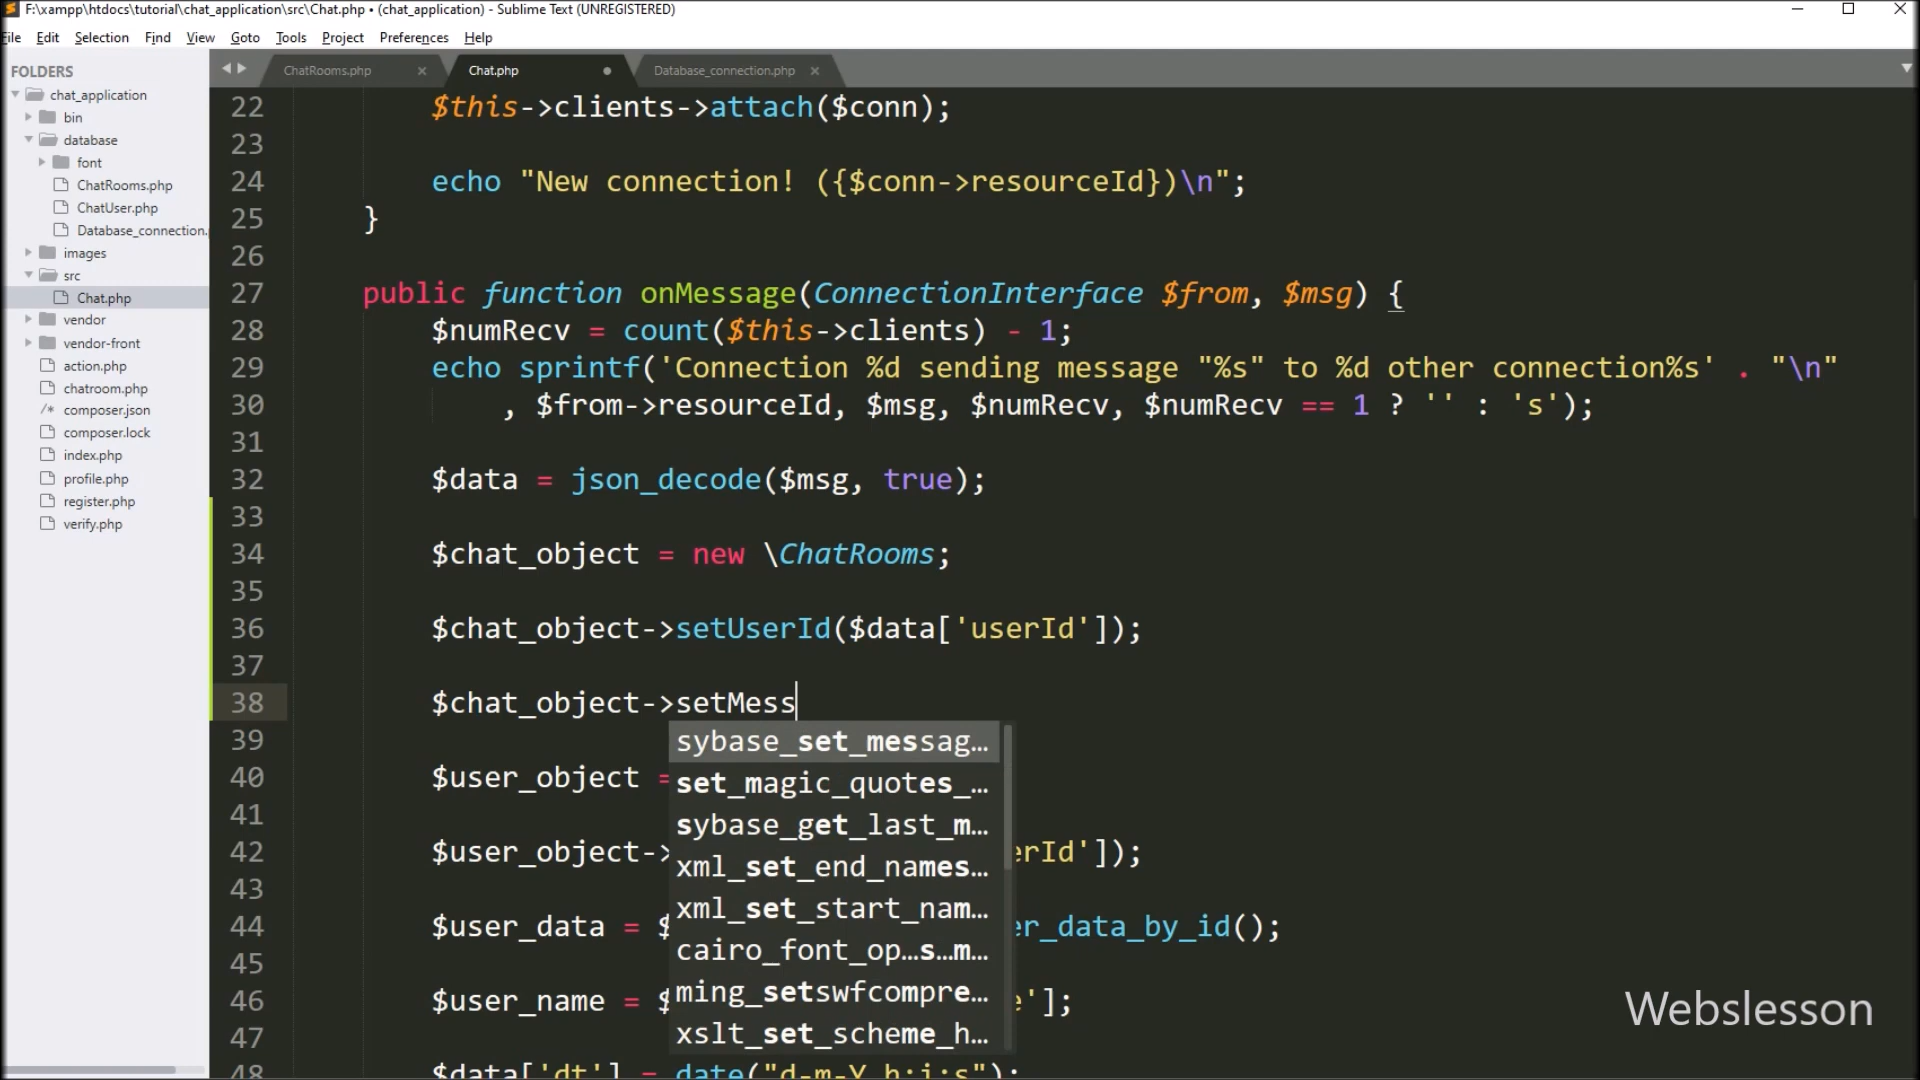 F:\xampp\htdocs\tutorial\chat_application\src\Chat.php • (chat_application) - Sublime Text (UNREGISTERED)
File Edit Selection Find View Goto Tools Project Preferences Help
FOLDERS
chat_application
bin
database
font
ChatRooms.php
ChatUser.php
Database_connection.
images
src
Chat.php
vendor
vendor-front
action.php
chatroom.php
/* composer.json
composer.lock
index.php
profile.php
register.php
verify.php
ChatRooms.php × Chat.php • Database_connection.php ×
22 $this->clients->attach($conn);
23
24 echo "New connection! ({$conn->resourceId})\n";
25 }
26
27 public function onMessage(ConnectionInterface $from, $msg) {
28 $numRecv = count($this->clients) - 1;
29 echo sprintf('Connection %d sending message "%s" to %d other connection%s' . "\n"
30 , $from->resourceId, $msg, $numRecv, $numRecv == 1 ? '' : 's');
31
32 $data = json_decode($msg, true);
33
34 $chat_object = new \ChatRooms;
35
36 $chat_object->setUserId($data['userId']);
37
38 $chat_object->setMess
39
40 $user_object =
41
42 $user_object-> erId']);
43
44 $user_data = $ er_data_by_id();
45
46 $user_name = $ e'];
47
48 $data['dt'] = date("d-m-Y h:i:s");
sybase_set_messag…
set_magic_quotes_…
sybase_get_last_m…
xml_set_end_names…
xml_set_start_nam…
cairo_font_op…s…m…
ming_setswfcompre…
xslt_set_scheme_h…
Webslesson